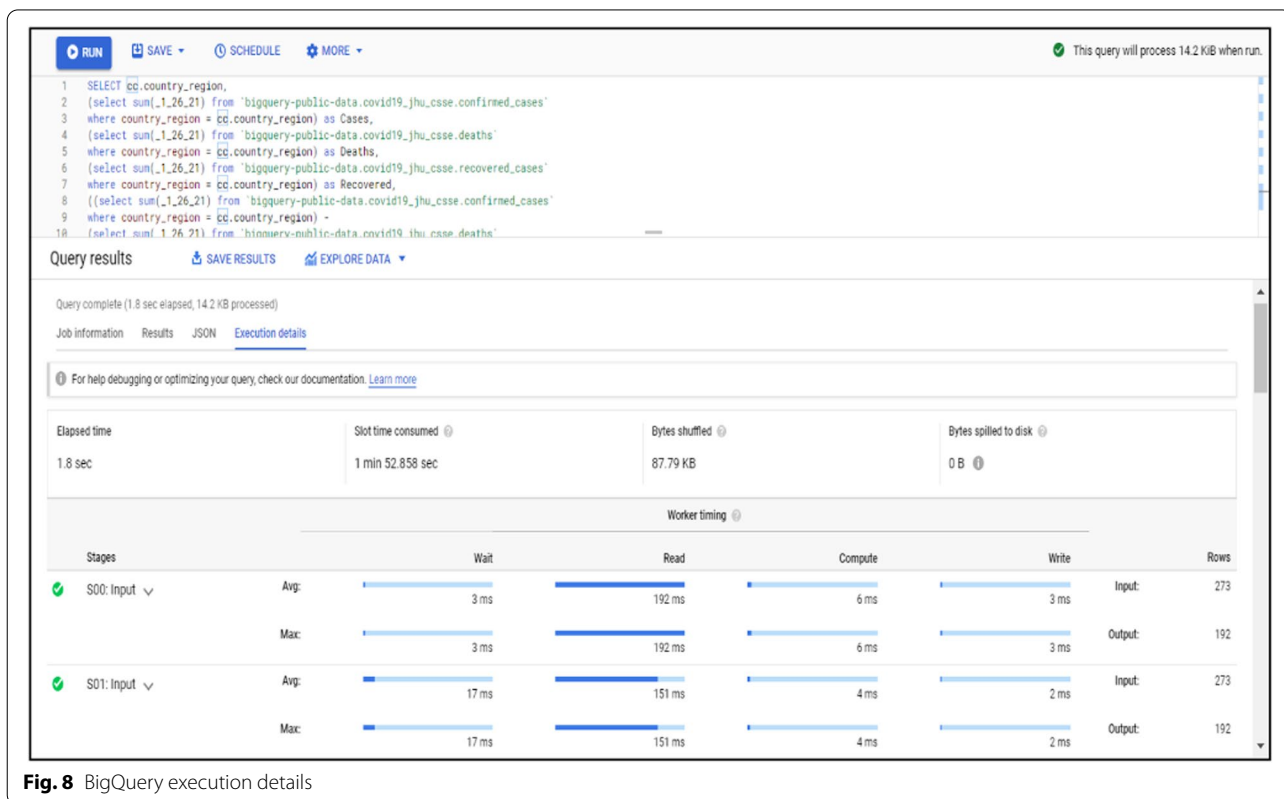 RUN SAVE SCHEDULE MORE This query will process 14.2 KiB when run.
1 SELECT cc.country_region,
2 (select sum(_1_26_21) from `bigquery-public-data.covid19_jhu_csse.confirmed_cases`
3 where country_region = cc.country_region) as Cases,
4 (select sum(_1_26_21) from `bigquery-public-data.covid19_jhu_csse.deaths`
5 where country_region = cc.country_region) as Deaths,
6 (select sum(_1_26_21) from `bigquery-public-data.covid19_jhu_csse.recovered_cases`
7 where country_region = cc.country_region) as Recovered,
8 ((select sum(_1_26_21) from `bigquery-public-data.covid19_jhu_csse.confirmed_cases`
9 where country_region = cc.country_region) -
10 (select sum(_1_26_21) from `bigquery-public-data.covid19_jhu_csse.deaths`
Query results SAVE RESULTS EXPLORE DATA
Query complete (1.8 sec elapsed, 14.2 KB processed)
Job information Results JSON Execution details
For help debugging or optimizing your query, check our documentation. Learn more
Elapsed time Slot time consumed Bytes shuffled Bytes spilled to disk
1.8 sec 1 min 52.858 sec 87.79 KB 0 B
Worker timing
Stages Wait Read Compute Write Rows
S00: Input Avg: 3 ms 192 ms 6 ms 3 ms Input: 273
Max: 3 ms 192 ms 6 ms 3 ms Output: 192
S01: Input Avg: 17 ms 151 ms 4 ms 2 ms Input: 273
Max: 17 ms 151 ms 4 ms 2 ms Output: 192
Fig. 8 BigQuery execution details